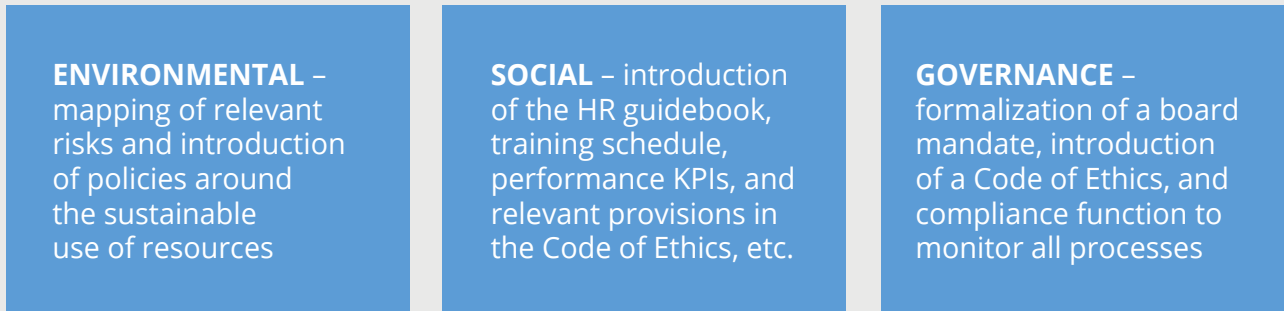 ENVIRONMENTAL –
mapping of relevant
risks and introduction
of policies around
the sustainable
use of resources
SOCIAL – introduction
of the HR guidebook,
training schedule,
performance KPIs, and
relevant provisions in
the Code of Ethics, etc.
GOVERNANCE –
formalization of a board
mandate, introduction
of a Code of Ethics, and
compliance function to
monitor all processes